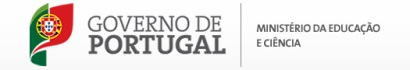 GOVERNO DE
PORTUGAL
MINISTÉRIO DA EDUCAÇÃO
E CIÊNCIA